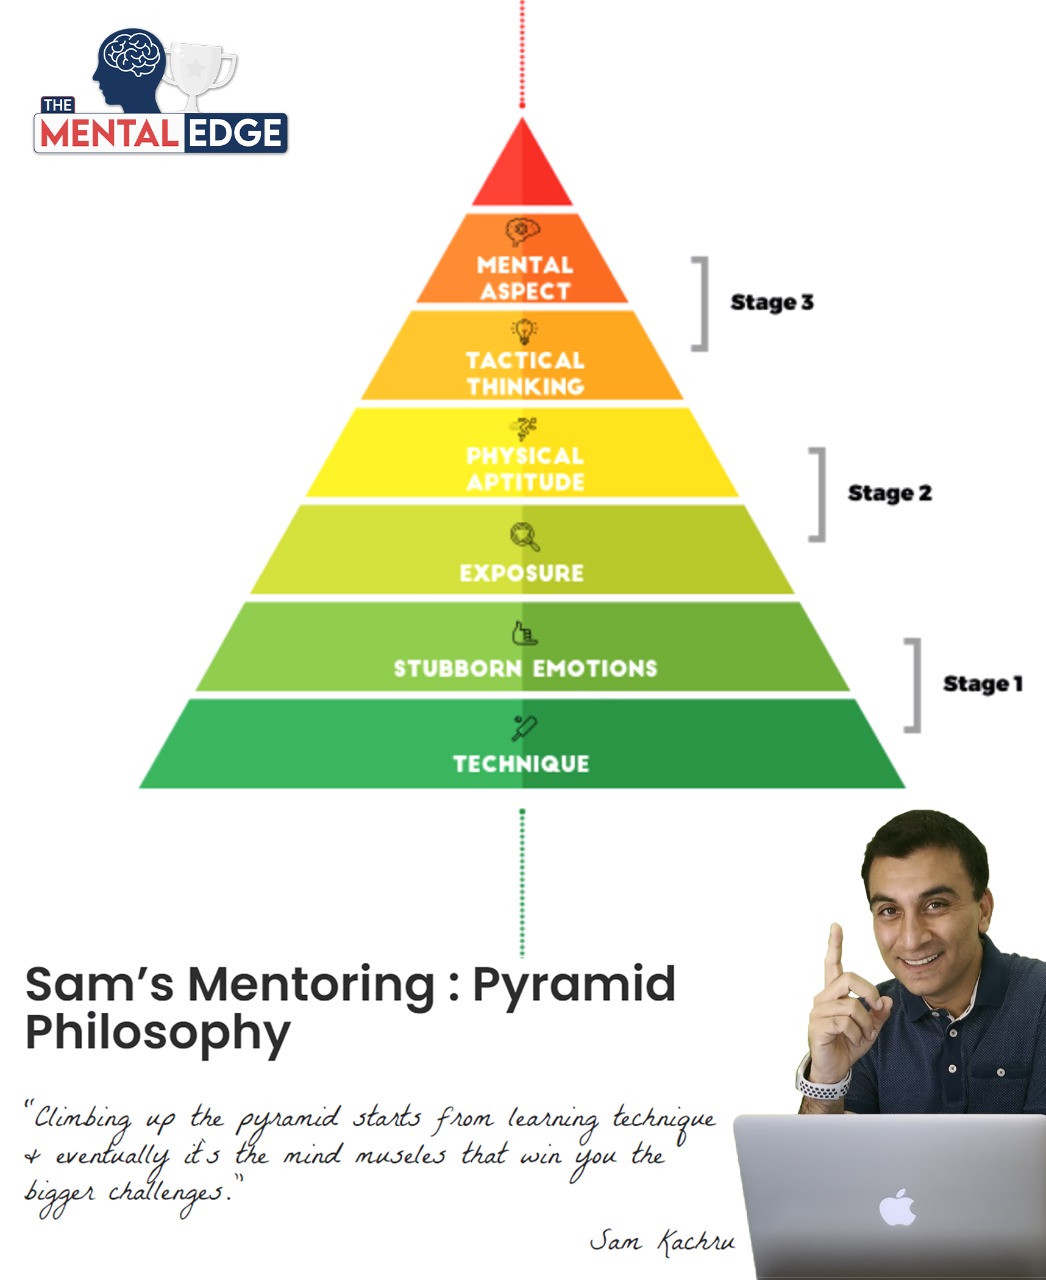 THE
MENTAL EDGE
MENTAL
ASPECT
Stage 3
TACTICAL
THINKING
PHYSICAL
APTITUDE
Stage 2
EXPOSURE
STUBBORN EMOTIONS
Stage 1
TECHNIQUE
Sam's Mentoring : Pyramid
Philosophy
"Climbing up the pyramid starts from learning technique
& eventually it's the mind muscles that win you the
bigger challenges."
Sam Kachru